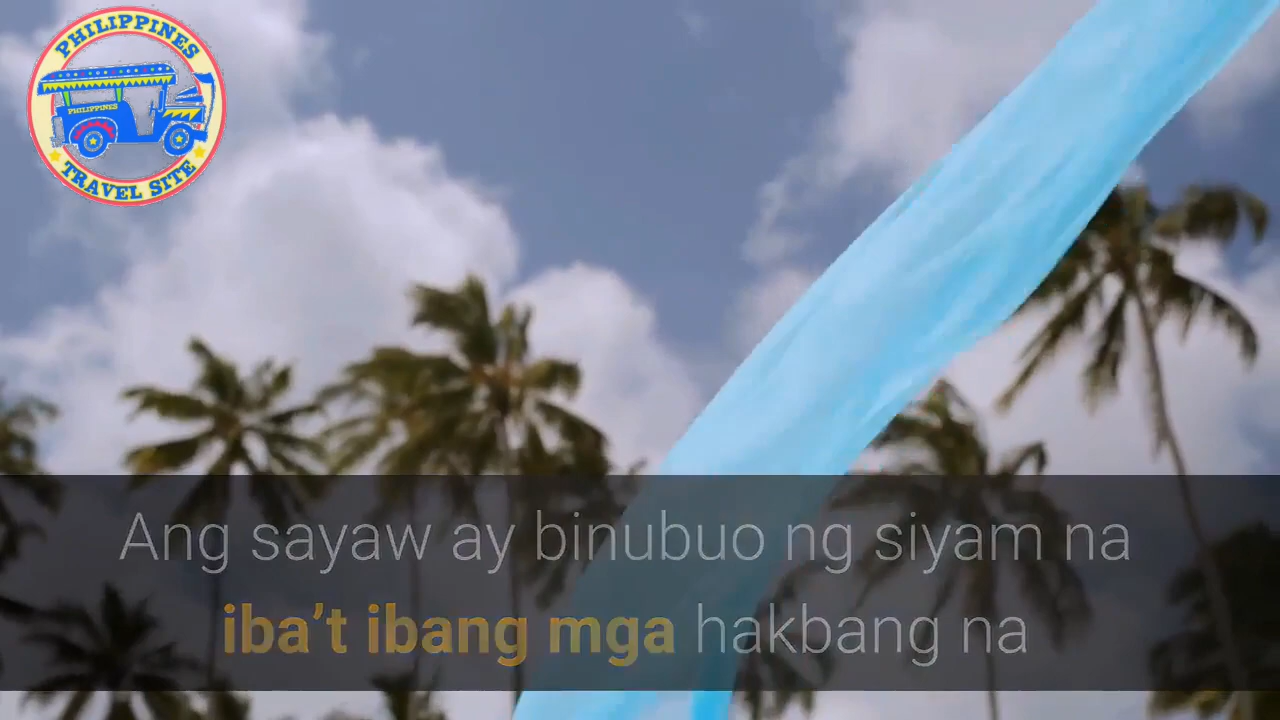 PHILIPPINES
PHILIPPINES
TRAVEL SITE
Ang sayaw ay binubuo ng siyam na
iba’t ibang mga hakbang na